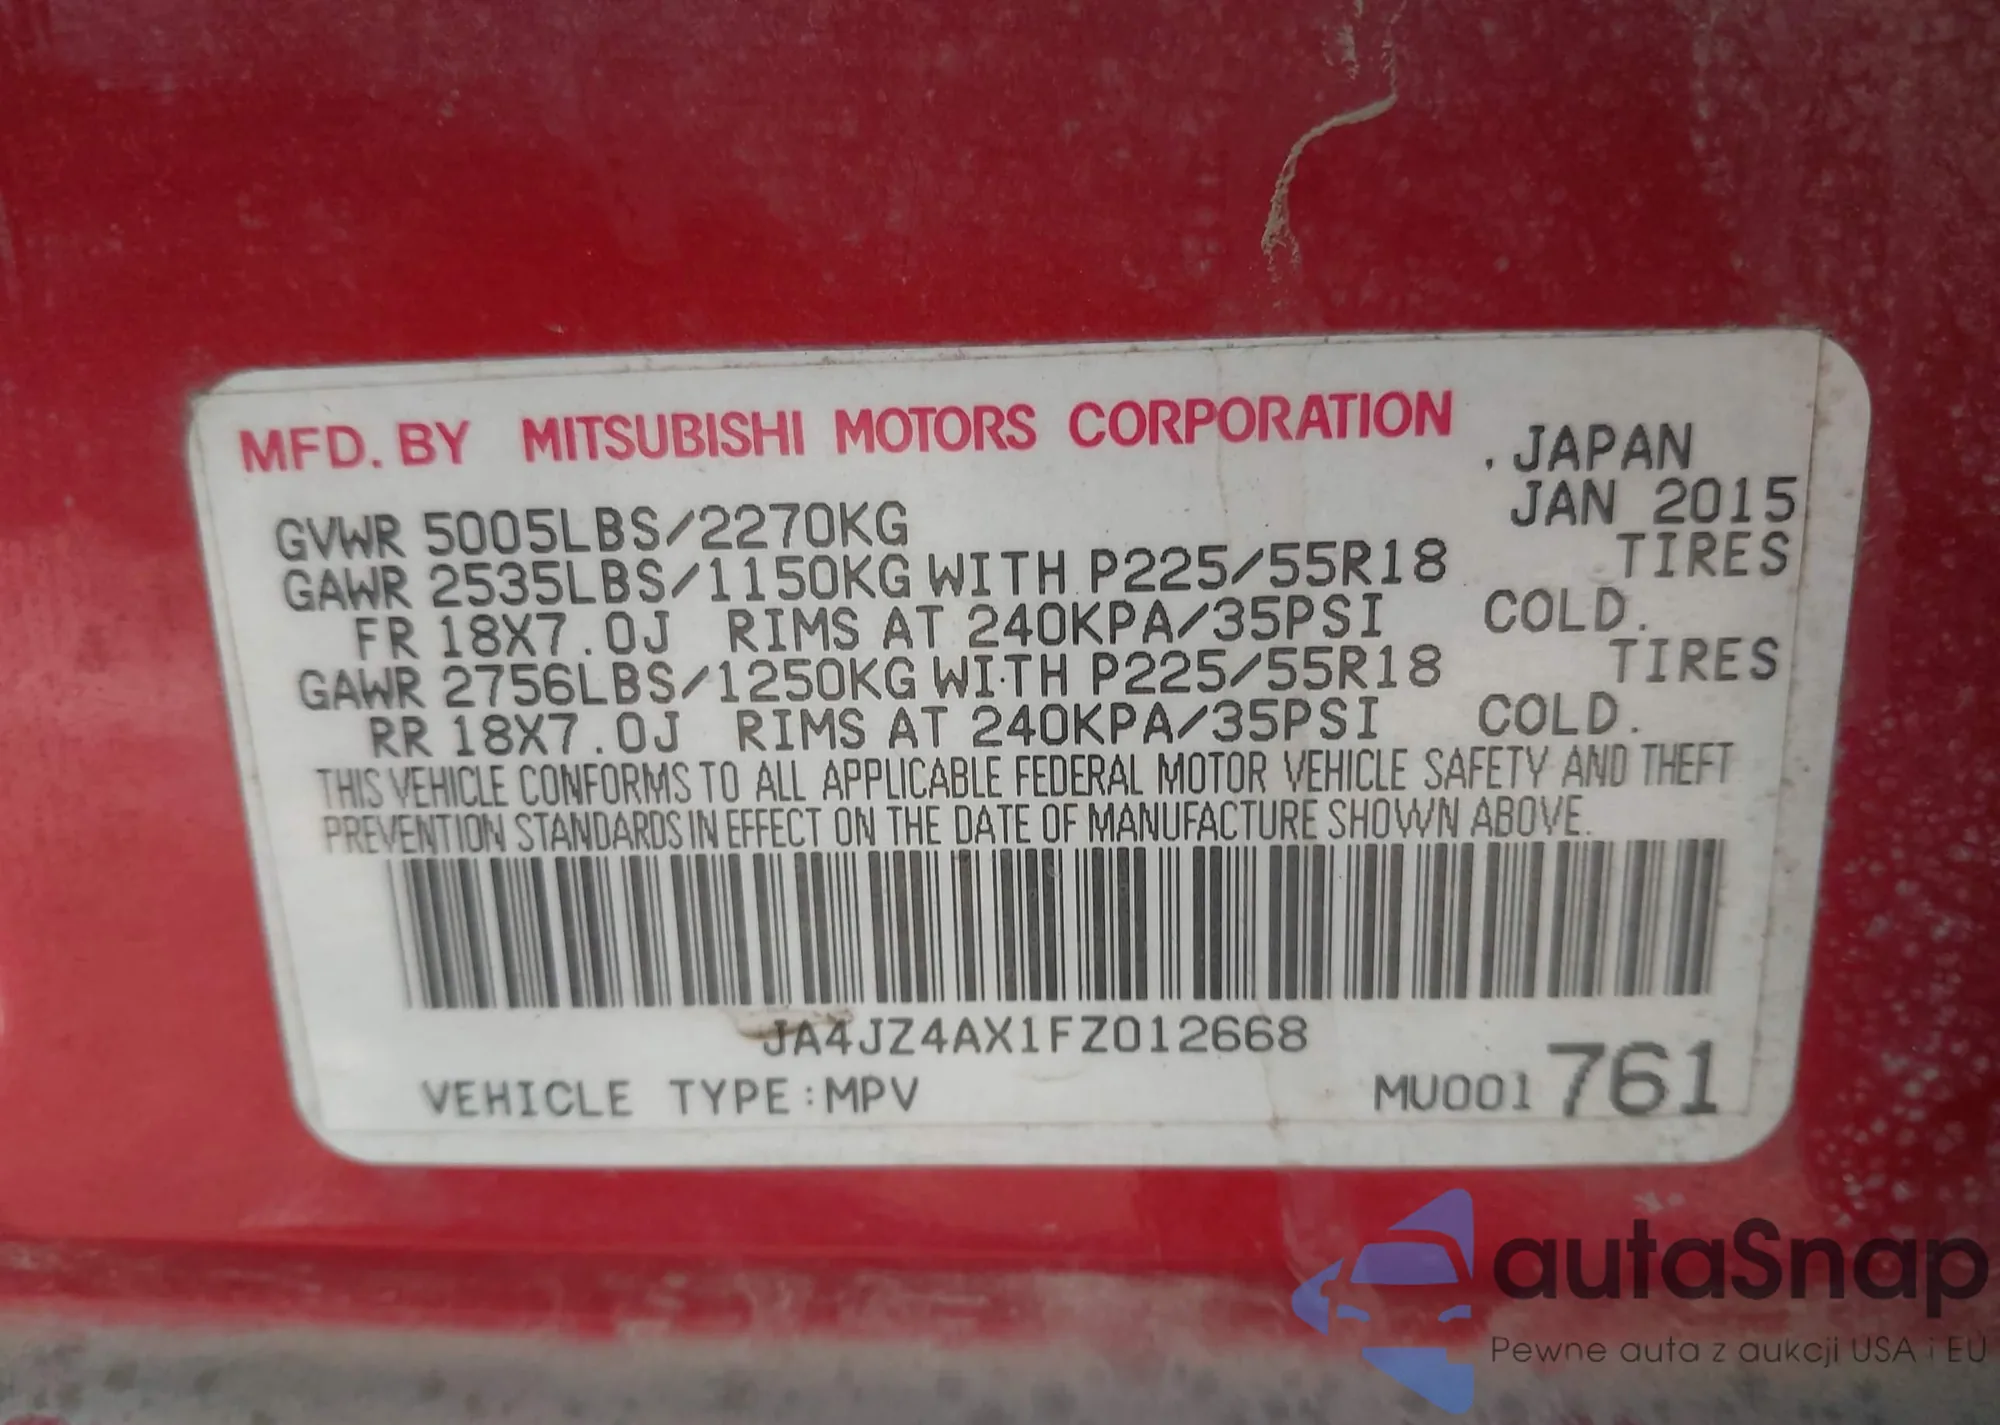 MFD. BY MITSUBISHI MOTORS CORPORATION
. JAPAN
JAN 2015
GVWR 5005LBS/2270KG
GAWR 2535LBS/1150KG WITH P225/55R18 TIRES
FR 18X7.0J RIMS AT 240KPA/35PSI COLD.
GAWR 2756LBS/1250KG WITH P225/55R18 TIRES
RR 18X7.0J RIMS AT 240KPA/35PSI COLD.
THIS VEHICLE CONFORMS TO ALL APPLICABLE FEDERAL MOTOR VEHICLE SAFETY AND THEFT
PREVENTION STANDARDS IN EFFECT ON THE DATE OF MANUFACTURE SHOWN ABOVE.
JA4JZ4AX1FZ012668
VEHICLE TYPE:MPV MU001 761
autaSnap
Pewne auta z aukcji USA i EU